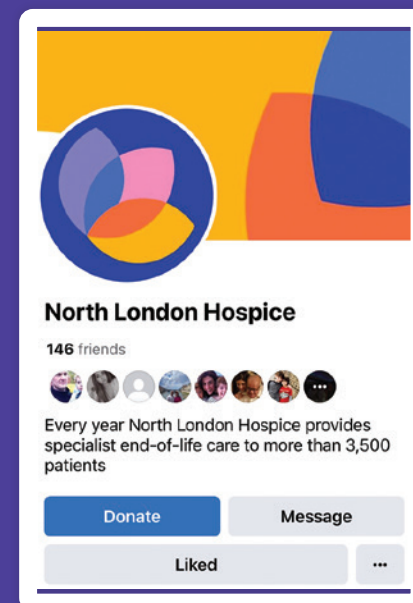 North London Hospice
146 friends
Every year North London Hospice provides
specialist end-of-life care to more than 3,500
patients
Donate
Message
Liked